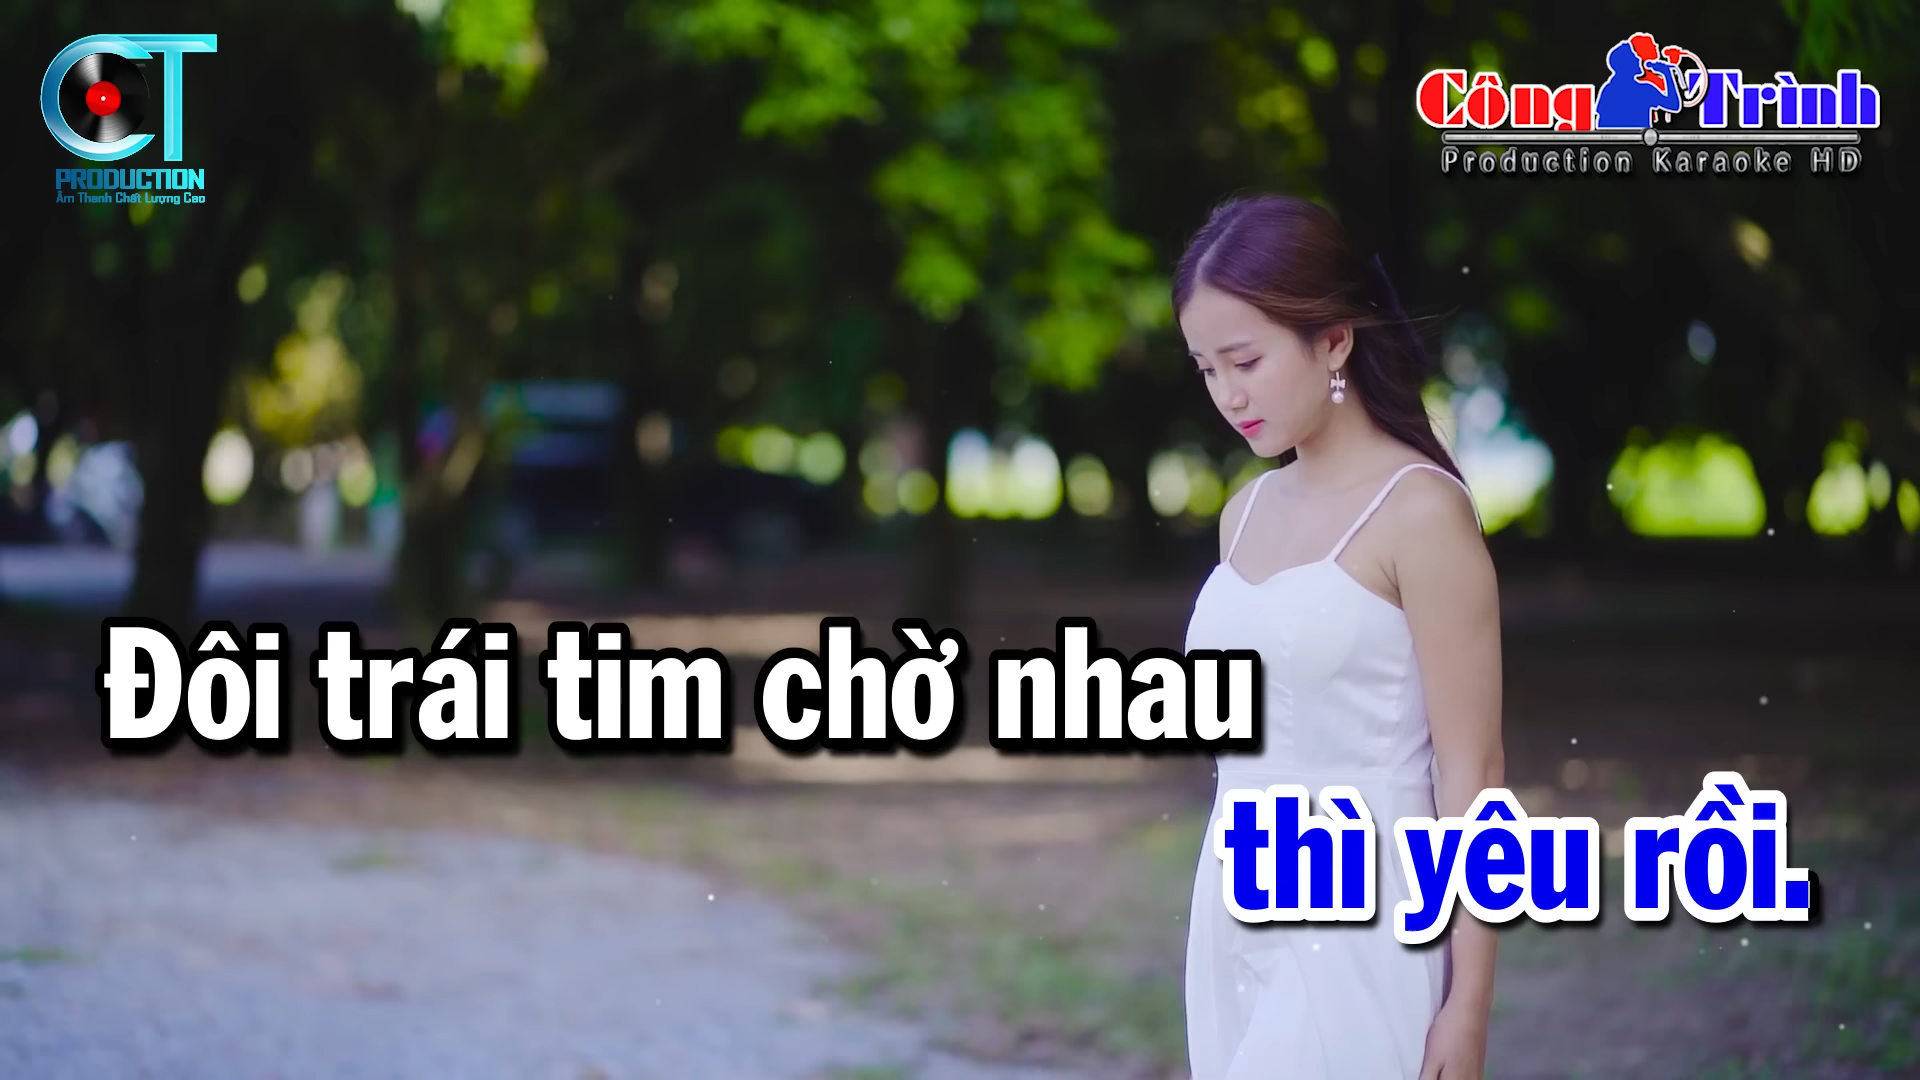 CT
PRODUCTION
Âm Thanh Chất Lượng Cao
Công Trình
Production Karaoke HD
Đôi trái tim chờ nhau
thì yêu rồi.